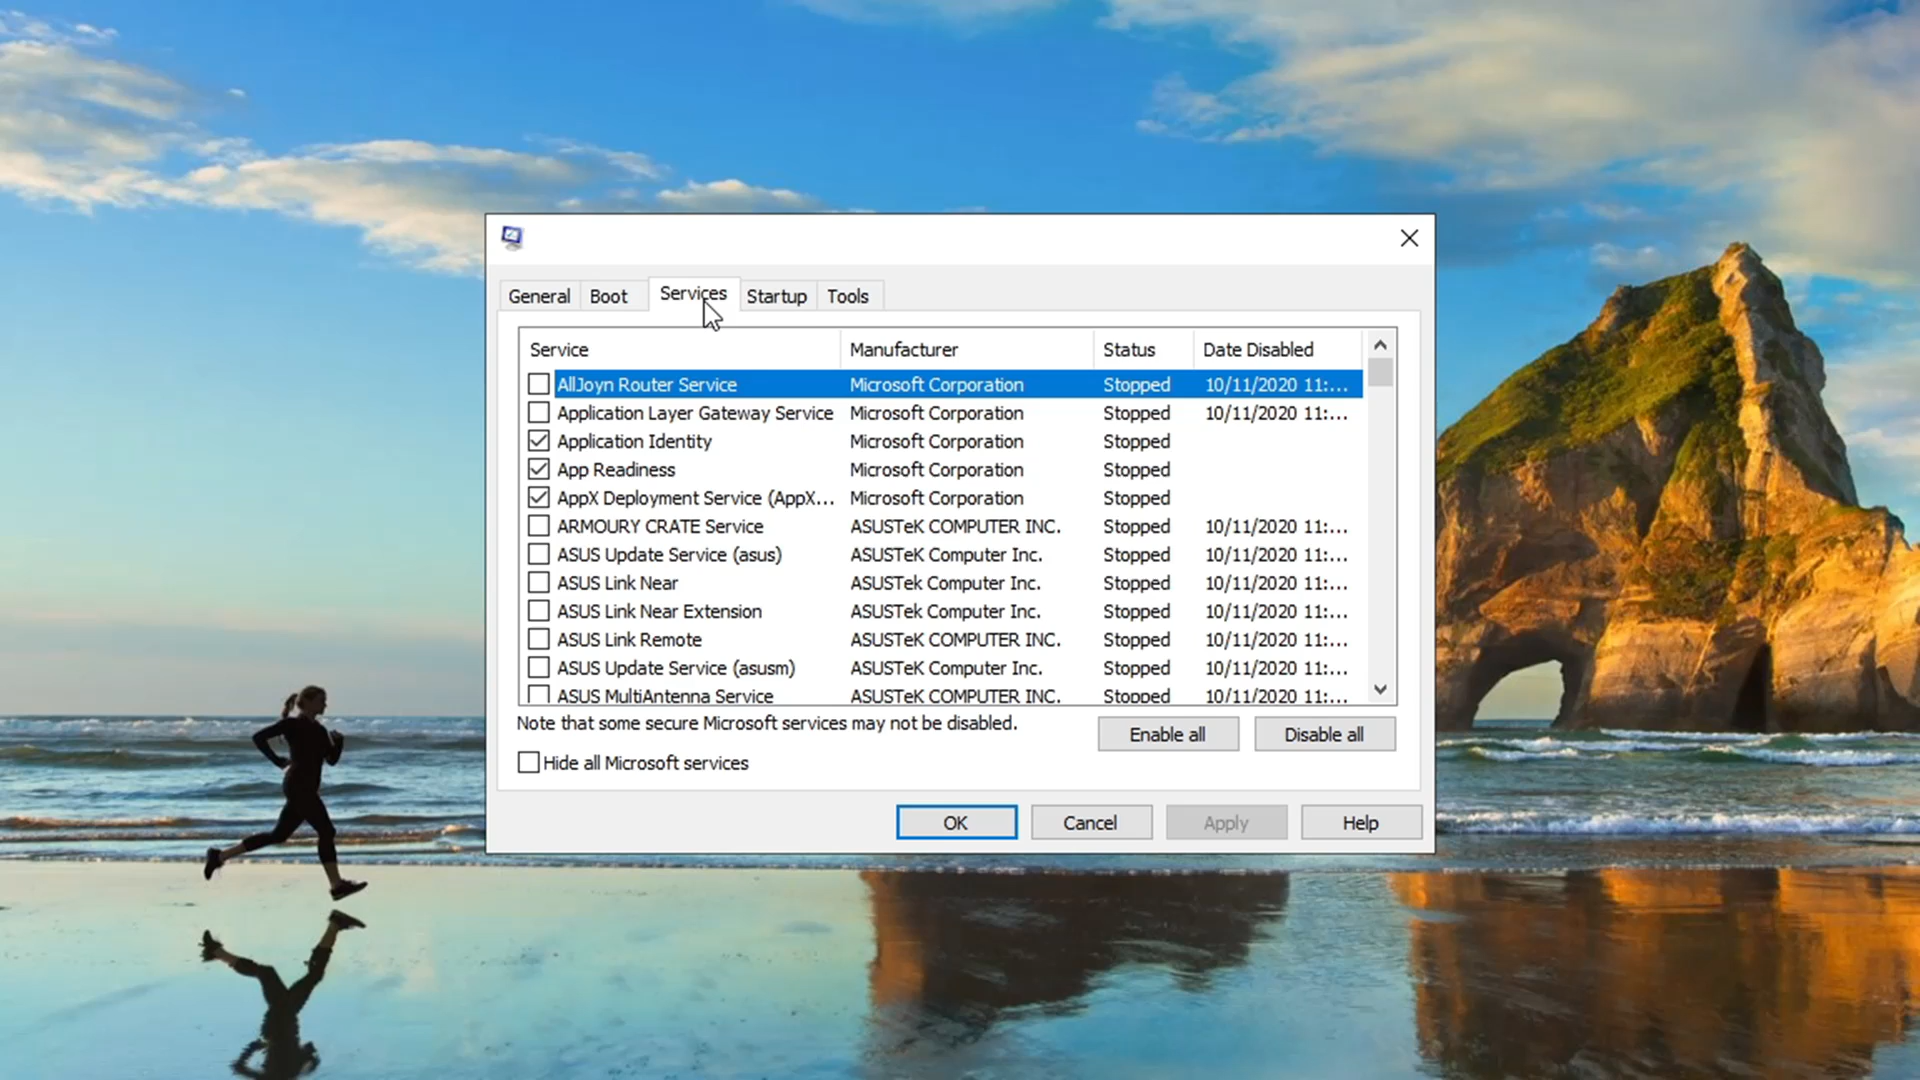 General Boot Services Startup Tools
Service Manufacturer Status Date Disabled
AllJoyn Router Service Microsoft Corporation Stopped 10/11/2020 11:...
Application Layer Gateway Service Microsoft Corporation Stopped 10/11/2020 11:...
Application Identity Microsoft Corporation Stopped
App Readiness Microsoft Corporation Stopped
AppX Deployment Service (AppX... Microsoft Corporation Stopped
ARMOURY CRATE Service ASUSTeK COMPUTER INC. Stopped 10/11/2020 11:...
ASUS Update Service (asus) ASUSTeK Computer Inc. Stopped 10/11/2020 11:...
ASUS Link Near ASUSTek Computer Inc. Stopped 10/11/2020 11:...
ASUS Link Near Extension ASUSTek Computer Inc. Stopped 10/11/2020 11:...
ASUS Link Remote ASUSTeK COMPUTER INC. Stopped 10/11/2020 11:...
ASUS Update Service (asusm) ASUSTeK Computer Inc. Stopped 10/11/2020 11:...
ASUS MultiAntenna Service ASUSTeK COMPUTER INC. Stopped 10/11/2020 11:...
Note that some secure Microsoft services may not be disabled.
Enable all Disable all
Hide all Microsoft services
OK Cancel Apply Help